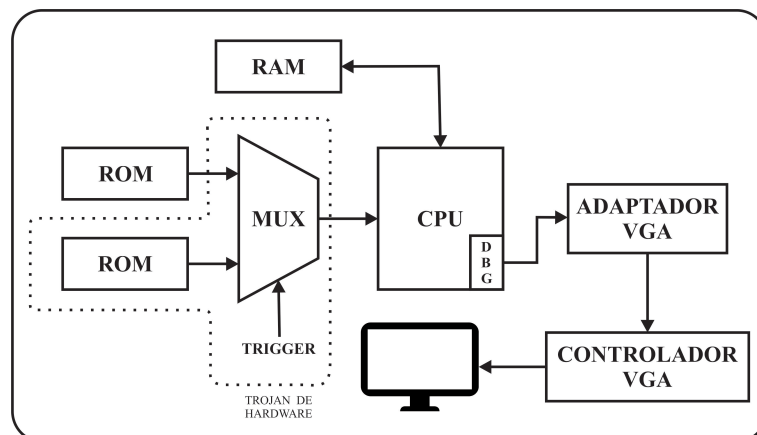 RAM
ROM
MUX
CPU
ADAPTADOR
VGA
D
B
G
ROM
TRIGGER
CONTROLADOR
VGA
TROJAN DE
HARDWARE